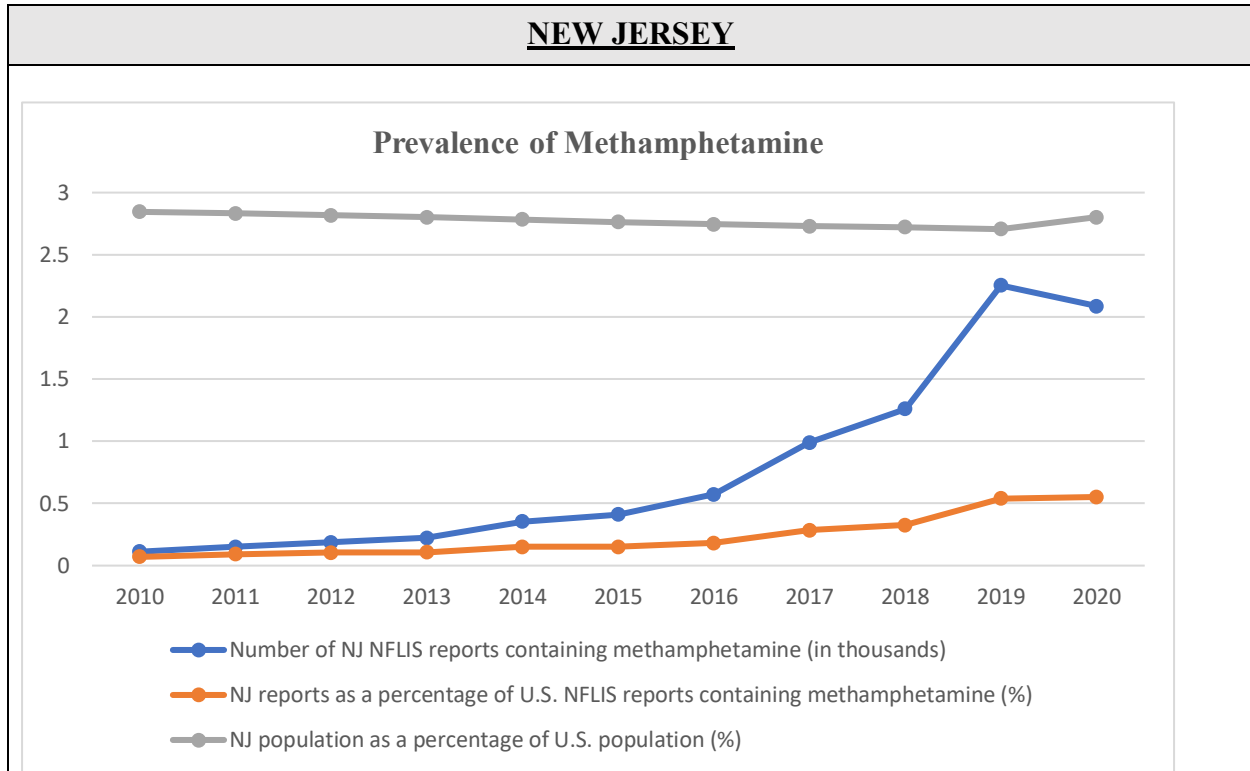 NEW JERSEY
Prevalence of Methamphetamine
3
2.5
2
1.5
1
0.5
0
2010 2011 2012 2013 2014 2015 2016 2017 2018 2019 2020
Number of NJ NFLIS reports containing methamphetamine (in thousands)
NJ reports as a percentage of U.S. NFLIS reports containing methamphetamine (%)
NJ population as a percentage of U.S. population (%)